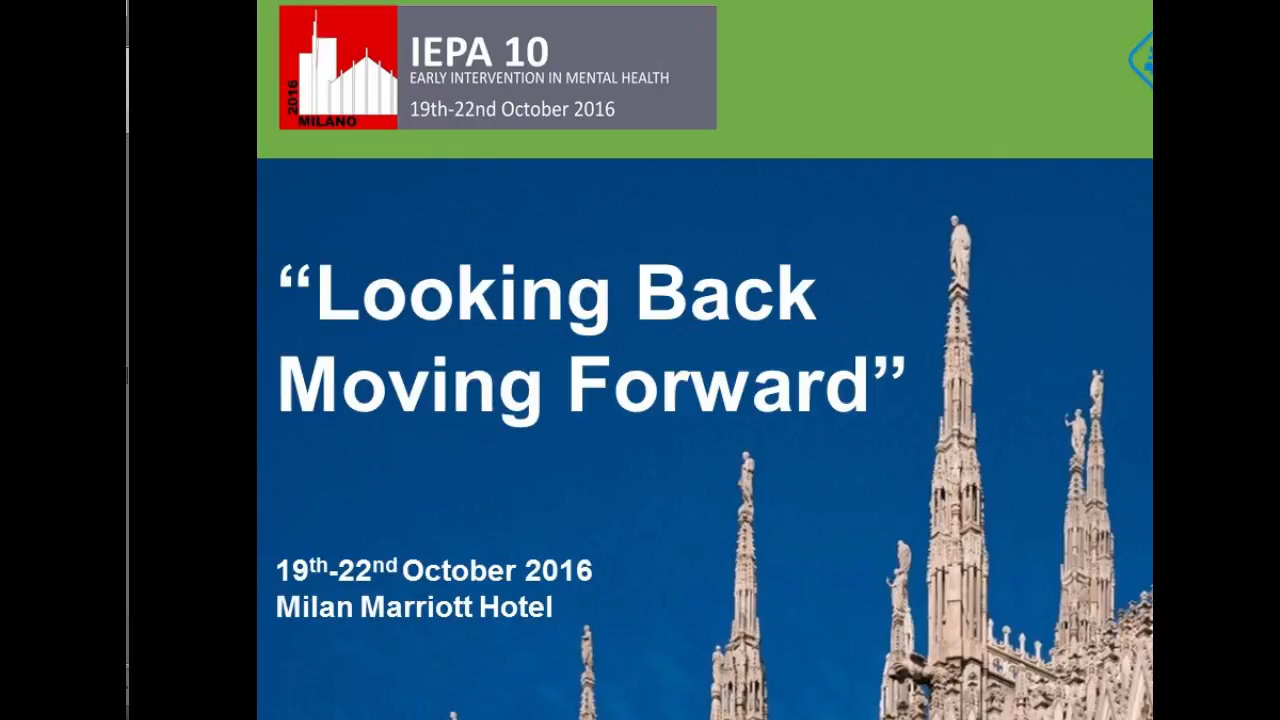 2016
MILANO
IEPA 10
EARLY INTERVENTION IN MENTAL HEALTH
19th-22nd October 2016
“Looking Back
Moving Forward”
19th-22nd October 2016
Milan Marriott Hotel